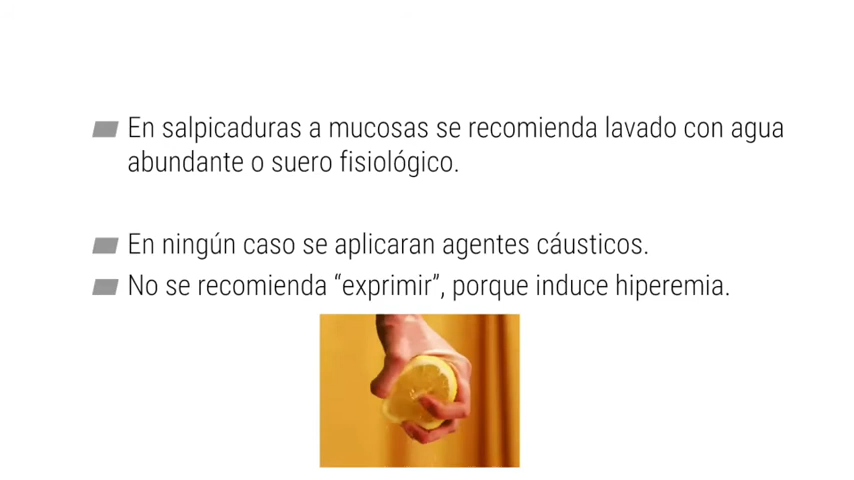 En salpicaduras a mucosas se recomienda lavado con agua
abundante o suero fisiológico.
En ningún caso se aplicaran agentes cáusticos.
No se recomienda “exprimir”, porque induce hiperemia.